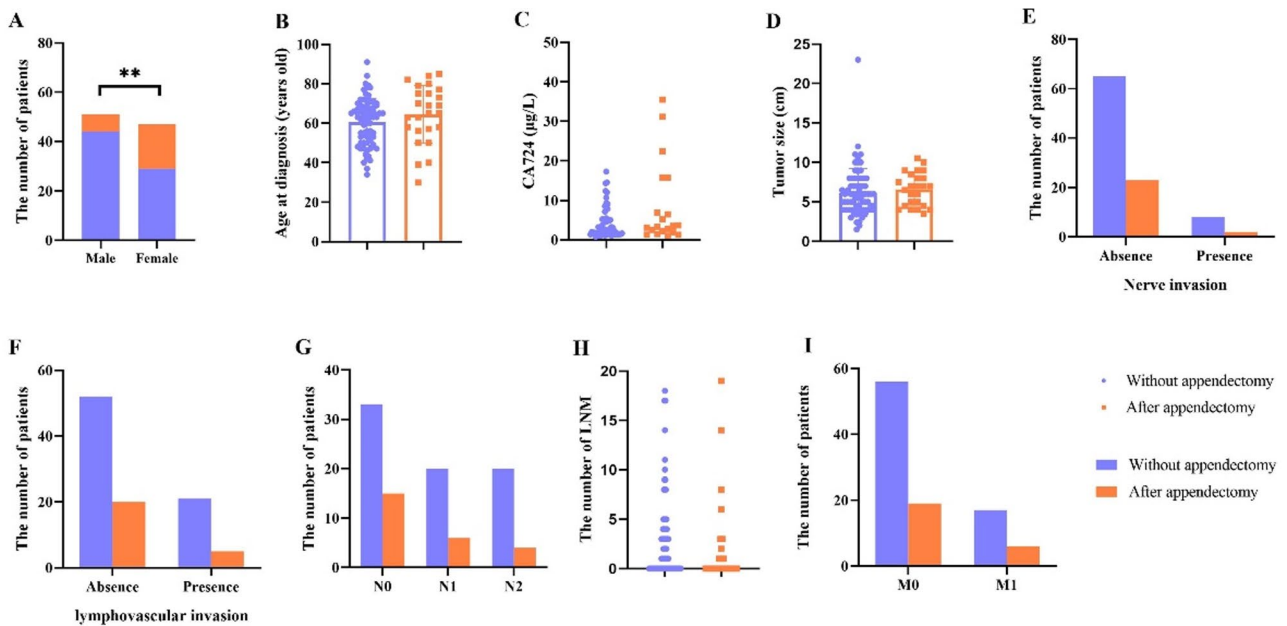 A
The number of patients
80
60
40
20
0
**
Male Female
B
Age at diagnosis (years old)
100
80
60
40
20
0
C
CA724 (μg/L)
50
40
30
20
10
0
D
Tumor size (cm)
25
20
15
10
5
0
E
The number of patients
80
60
40
20
0
Absence Presence
Nerve invasion
F
The number of patients
60
40
20
0
Absence Presence
lymphovascular invasion
G
The number of patients
40
30
20
10
0
N0 N1 N2
H
The number of LNM
20
15
10
5
0
I
The number of patients
60
40
20
0
M0 M1
Without appendectomy
After appendectomy
Without appendectomy
After appendectomy